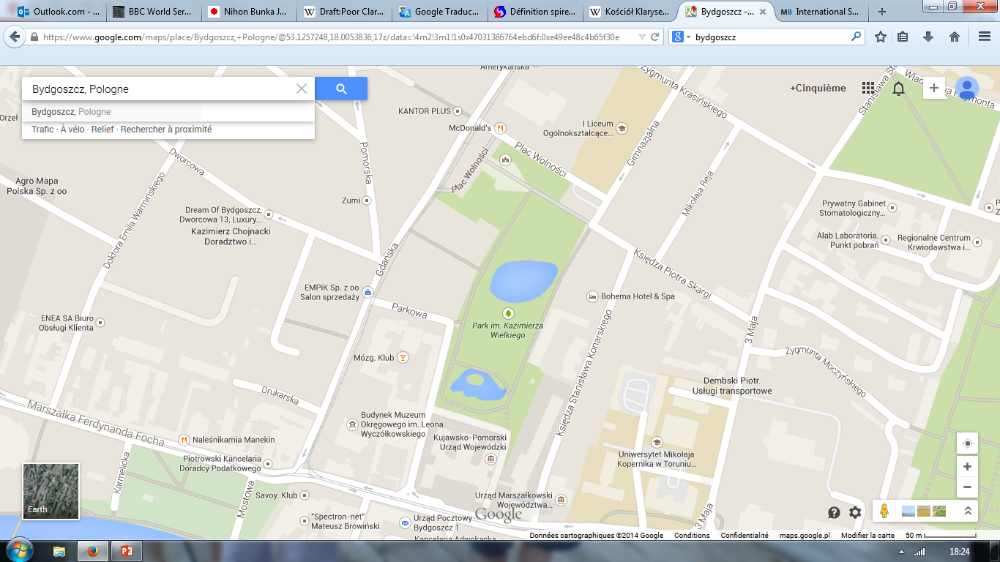 Outlook.com - ...
BBC World Ser...
Nihon Bunka J...
Draft:Poor Clar...
Google Traduc...
Définition spire...
Kościół Klaryse...
Bydgoszcz -...
International S...
https://www.google.com/maps/place/Bydgoszcz,+Pologne/@53.1257248,18.0053836,17z/data=!4m2!3m1!1s0x47031386764ebd6f:0xe49ee48c4b65f30e
bydgoszcz
Bydgoszcz, Pologne
Bydgoszcz, Pologne
Trafic · À vélo · Relief · Rechercher à proximité
+Cinquième
Amerykańska
Zygmunta Krasińskiego
Stanisława
Orzeł
KANTOR PLUS
McDonald's
I Liceum
Ogólnokształcące...
Plac Wolności
Plac Wolności
Gimnazjalna
Mikołaja Reja
Dworcowa
Pomorska
Agro Mapa
Polska Sp. z oo
Doktora Emila Warmińskiego
Zumi
Dream Of Bydgoszcz,
Dworcowa 13, Luxury...
Kazimierz Chojnacki
Doradztwo i...
Gdańska
Prywatny Gabinet
Stomatologiczny...
Alab Laboratoria.
Punkt pobrań
Regionalne Centrum
Krwiodawstwa i...
Księdza Piotra Skargi
EMPiK Sp. z oo
Salon sprzedaży
Parkowa
Bohema Hotel & Spa
ENEA SA Biuro
Obsługi Klienta
Park im. Kazimierza
Wielkiego
3 Maja
Księdza Stanisława Konarskiego
Zygmunta Moczyńskiego
Mózg. Klub
Drukarska
Dembski Piotr.
Usługi transportowe
Marszałka Ferdynanda Focha
Budynek Muzeum
Okręgowego im. Leona
Wyczółkowskiego
Kujawsko-Pomorski
Urząd Wojewódzki
Naleśnikarnia Manekin
Piotrowski Kancelaria
Doradcy Podatkowego
Uniwersytet Mikołaja
Kopernika w Toruniu...
Karmelicka
Mostowa
Savoy. Klub
Urząd Marszałkowski
Województwa...
3 Maja
"Spectron-net"
Mateusz Browiński
Urząd Pocztowy
Bydgoszcz 1
Kancelaria Adwokacka
Google
Earth
Données cartographiques ©2014 Google
Conditions
Confidentialité
maps.google.pl
Modifier la carte
50 m
18:24